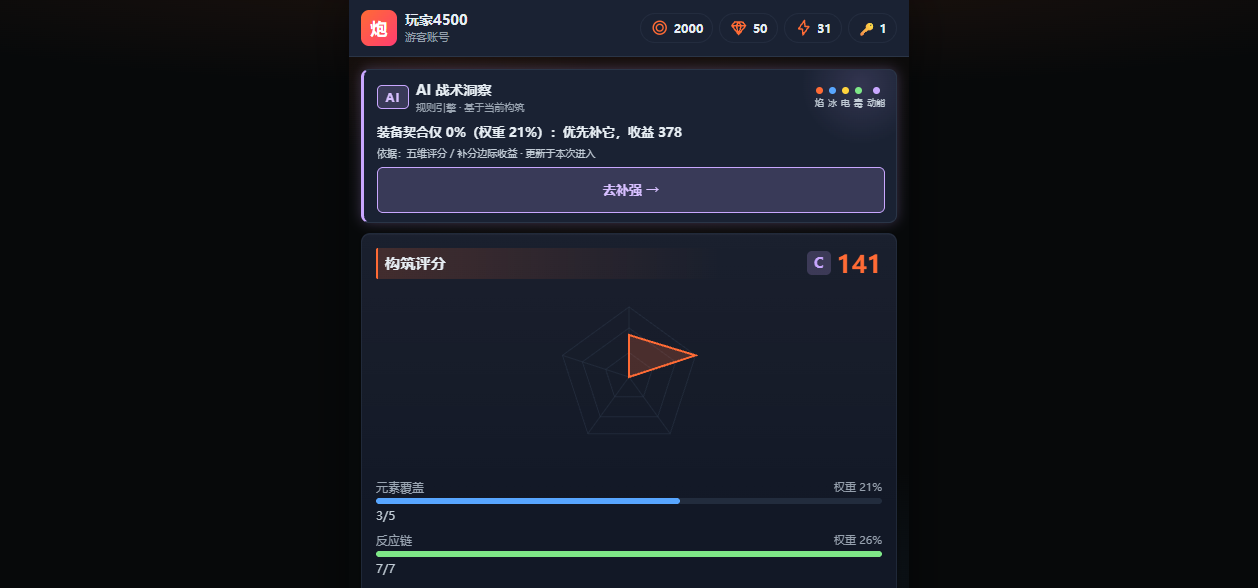 炮 玩家4500
游客账号
2000 50 31 1
AI AI 战术洞察
规则引擎 · 基于当前构筑
焰 冰 电 毒 动能
装备契合仅 0%（权重 21%）：优先补它，收益 378
依据：五维评分 / 补分边际收益 · 更新于本次进入
去补强 →
构筑评分 C 141
元素覆盖 权重 21%
3/5
反应链 权重 26%
7/7